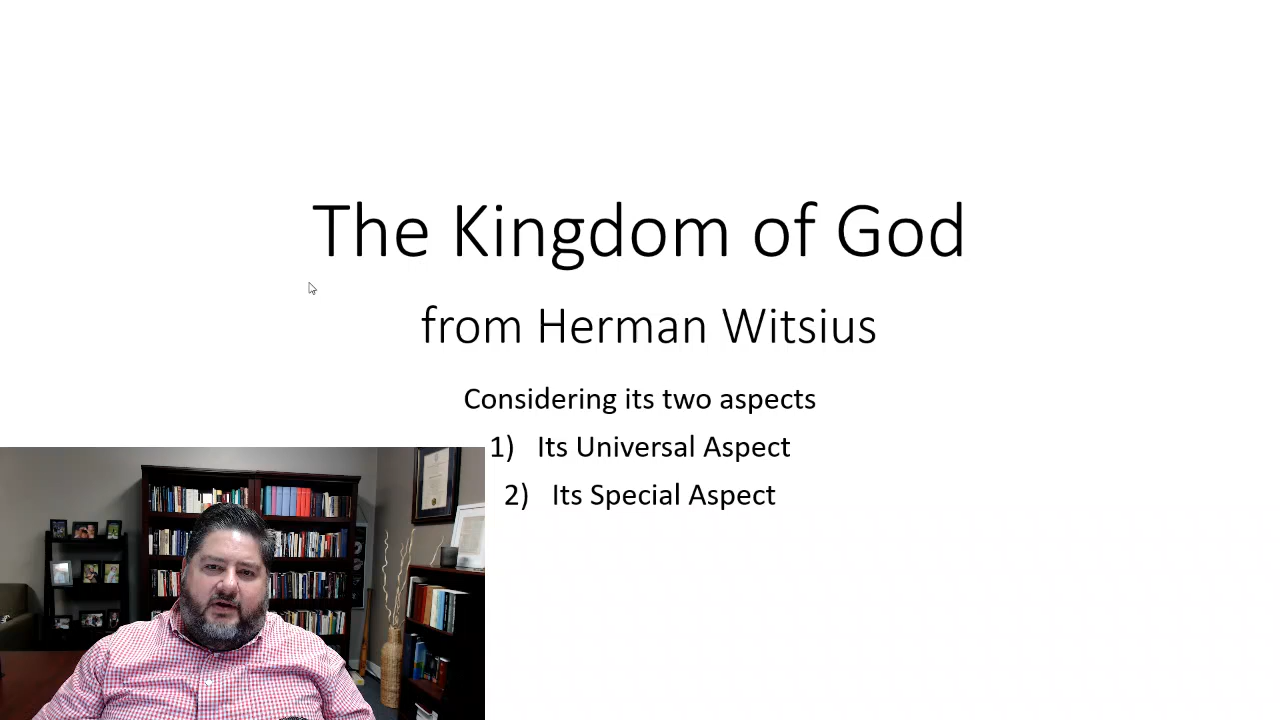 The Kingdom of God
from Herman Witsius
Considering its two aspects
1) Its Universal Aspect
2) Its Special Aspect